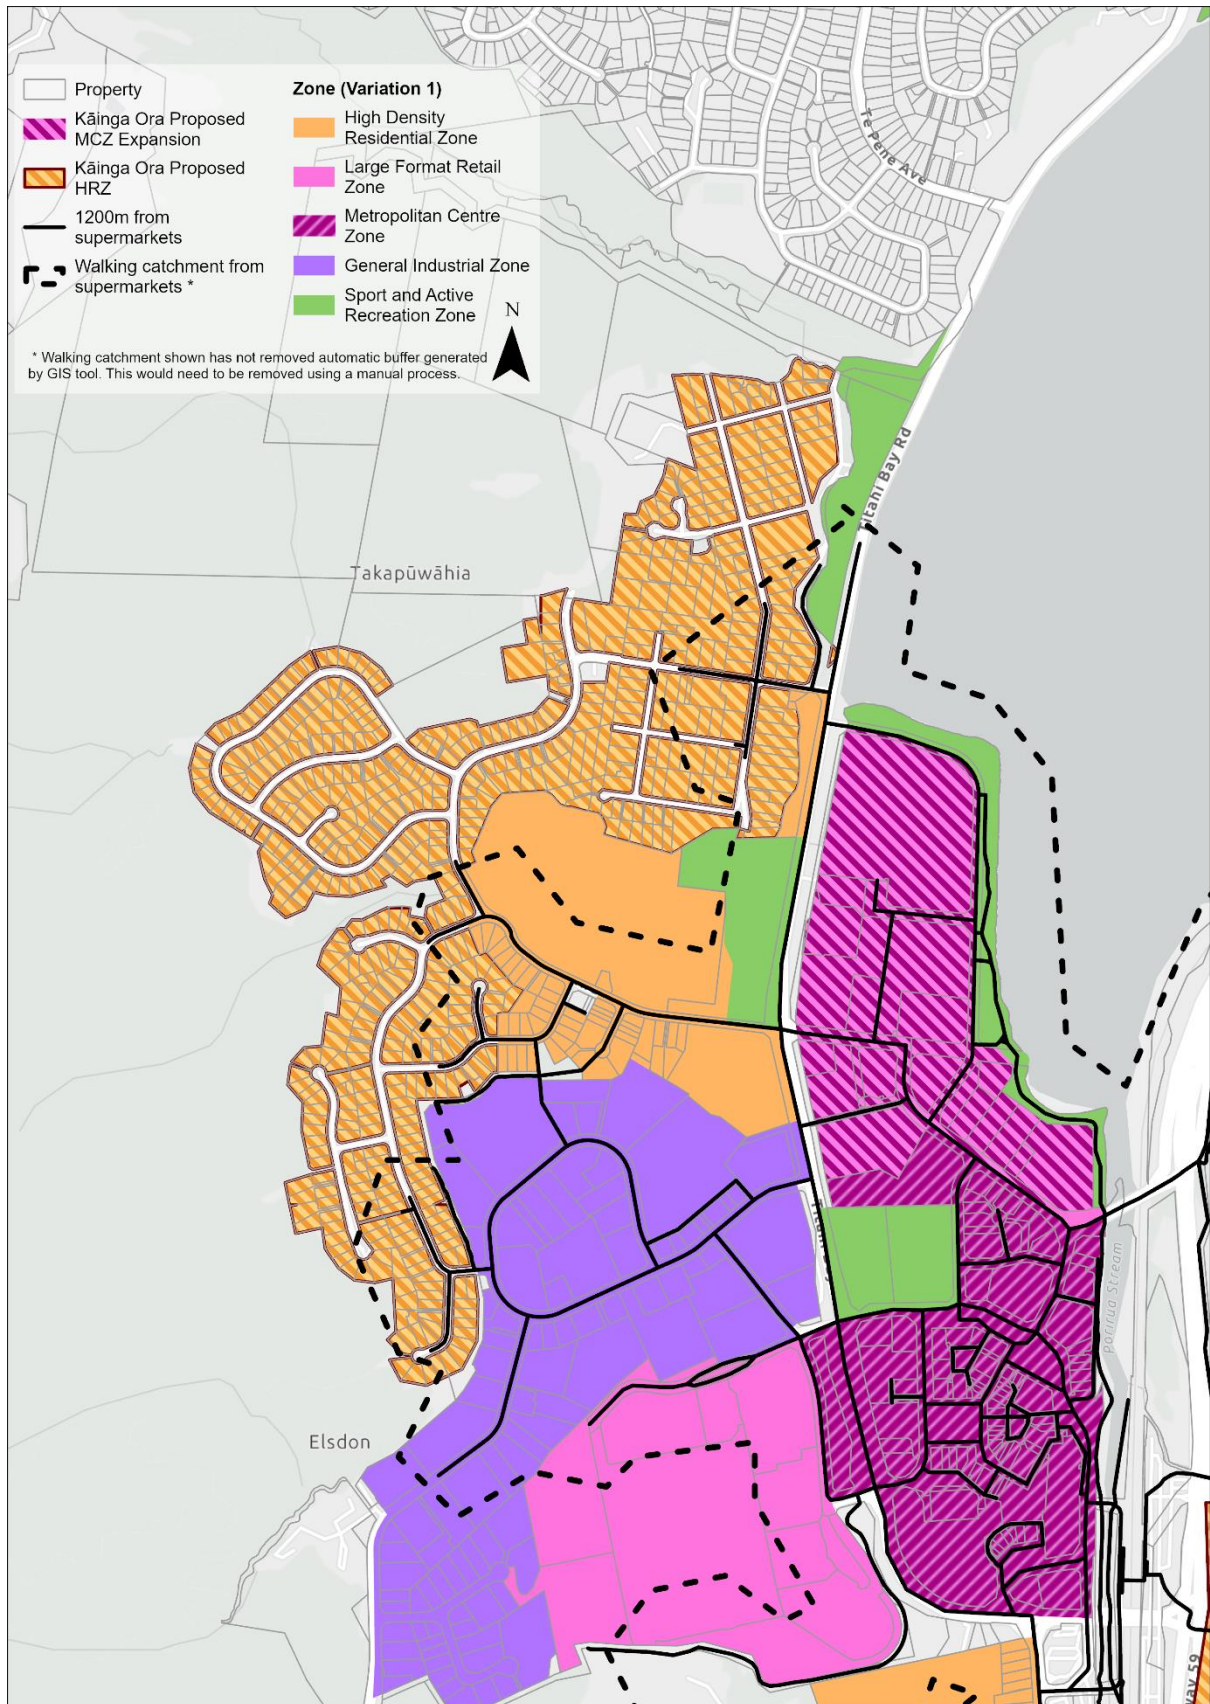 Property
Kāinga Ora Proposed
MCZ Expansion
Kāinga Ora Proposed
HRZ
1200m from
supermarkets
Walking catchment from
supermarkets *
Zone (Variation 1)
High Density
Residential Zone
Large Format Retail
Zone
Metropolitan Centre
Zone
General Industrial Zone
Sport and Active
Recreation Zone
N
* Walking catchment shown has not removed automatic buffer generated
by GIS tool. This would need to be removed using a manual process.
Te Pene Ave
Titahi Bay Rd
Takapūwāhia
Porirua Stream
Elsdon
ay 59